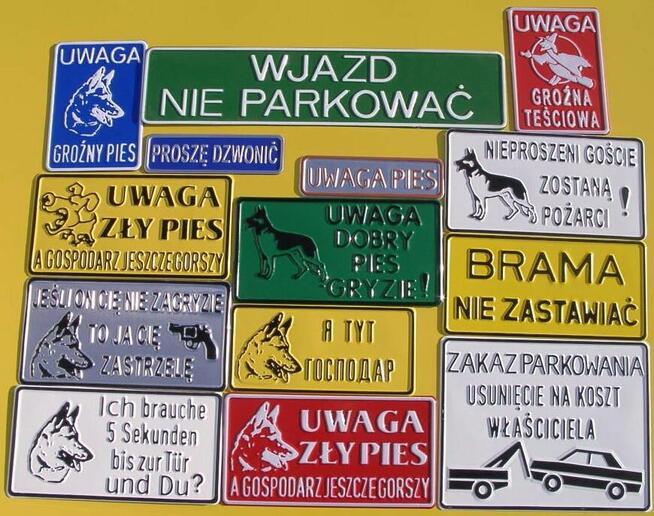 UWAGA
GROŹNY PIES
WJAZD
NIE PARKOWAĆ
UWAGA
GROŹNA
TEŚCIOWA
PROSZĘ DZWONIĆ
UWAGA PIES
NIEPROSZENI GOŚCIE
ZOSTANĄ
POŻARCI !
UWAGA
ZŁY PIES
A GOSPODARZ JESZCZE GORSZY
UWAGA
DOBRY
PIES
GRYZIE!
BRAMA
NIE ZASTAWIAĆ
JEŚLI ON CIĘ NIE ZAGRYZIE
TO JA CIĘ
ZASTRZELĘ
Я ТУТ
ГОСПОДАР
ZAKAZ PARKOWANIA
USUNIĘCIE NA KOSZT
WŁAŚCICIELA
Ich brauche
5 Sekunden
bis zur Tür
und Du?
UWAGA
ZŁY PIES
A GOSPODARZ JESZCZE GORSZY